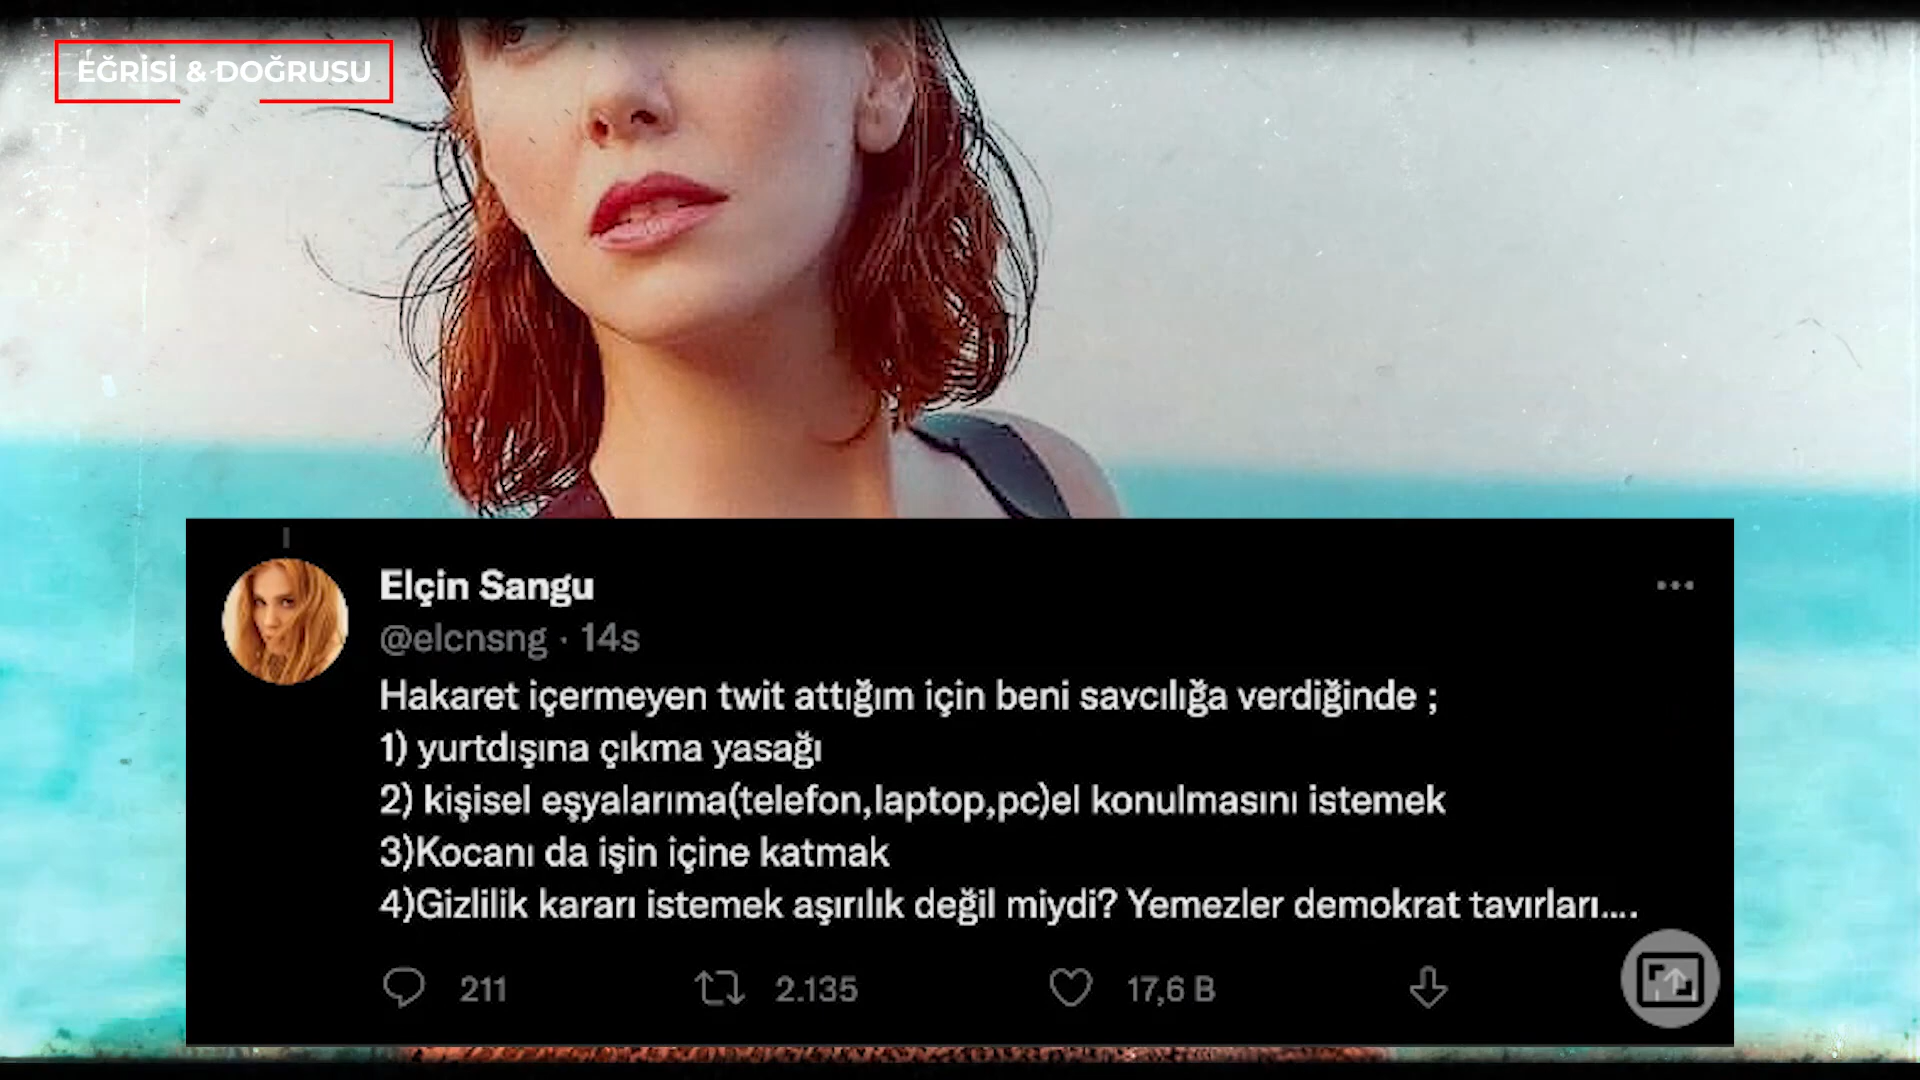 EĞRİSİ & DOĞRUSU
Elçin Sangu
@elcnsng · 14s
Hakaret içermeyen twit attığım için beni savcılığa verdiğinde ;
1) yurtdışına çıkma yasağı
2) kişisel eşyalarıma(telefon,laptop,pc)el konulmasını istemek
3)Kocanı da işin içine katmak
4)Gizlilik kararı istemek aşırılık değil miydi? Yemezler demokrat tavırları....
211 2.135 17,6 B